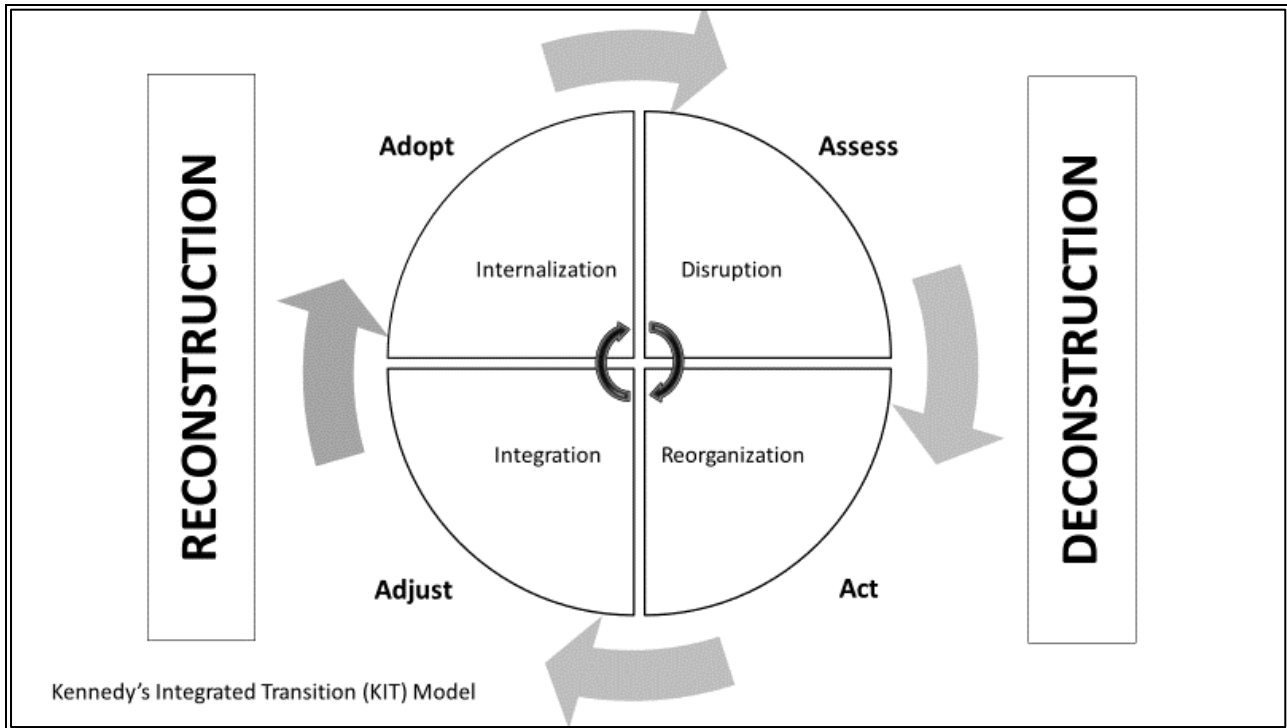 RECONSTRUCTION
Adopt
Assess
Internalization
Disruption
Integration
Reorganization
Adjust
Act
DECONSTRUCTION
Kennedy's Integrated Transition (KIT) Model